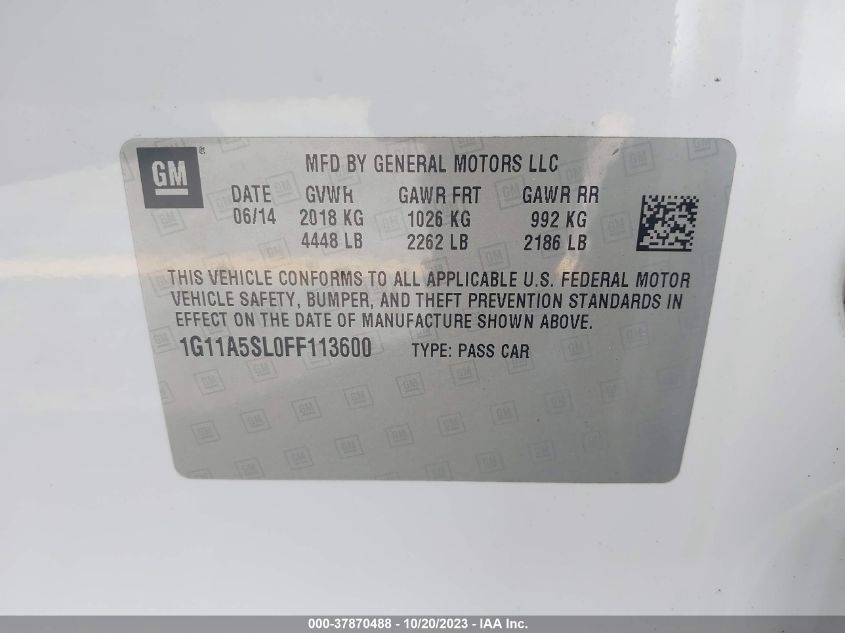 GM
MFD BY GENERAL MOTORS LLC
DATE GVWR GAWR FRT GAWR RR
06/14 2018 KG 1026 KG 992 KG
4448 LB 2262 LB 2186 LB
THIS VEHICLE CONFORMS TO ALL APPLICABLE U.S. FEDERAL MOTOR
VEHICLE SAFETY, BUMPER, AND THEFT PREVENTION STANDARDS IN
EFFECT ON THE DATE OF MANUFACTURE SHOWN ABOVE.
1G11A5SL0FF113600 TYPE: PASS CAR
000-37870488 - 10/20/2023 - IAA Inc.